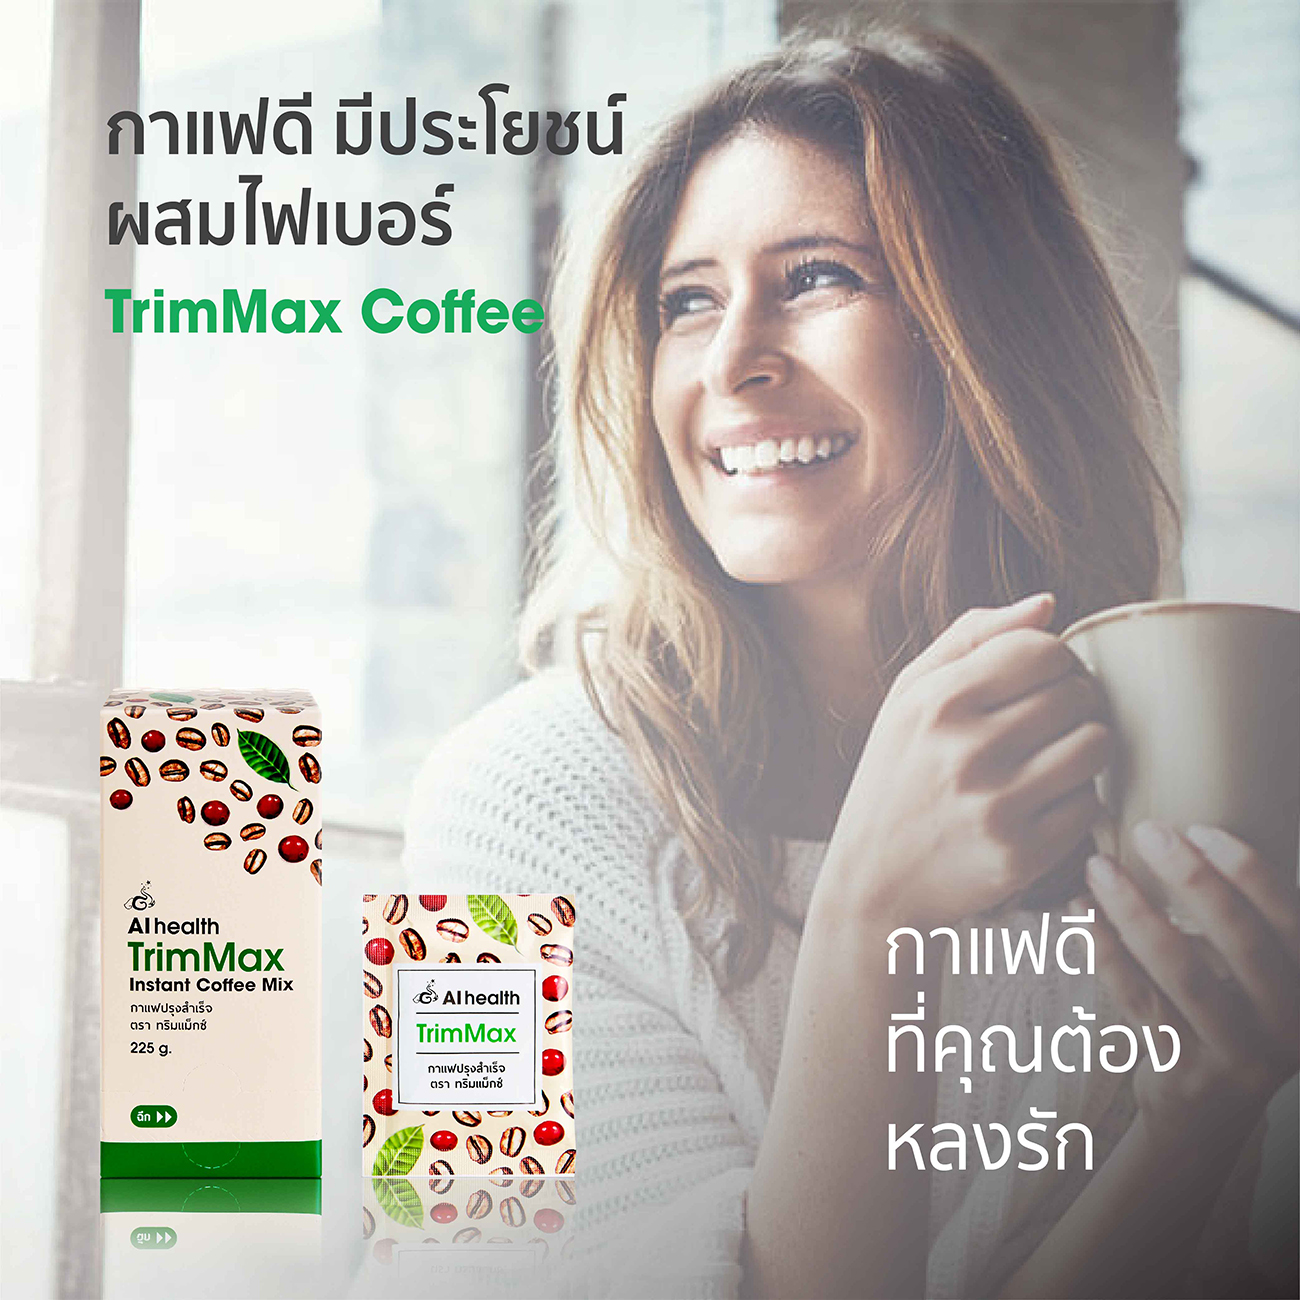 กาแฟดี มีประโยชน์
ผสมไฟเบอร์
TrimMax Coffee
AI health
TrimMax
Instant Coffee Mix
กาแฟปรุงสำเร็จ
ตรา ทริมแม็กซ์
225 g.
ฉีก
AI health
TrimMax
กาแฟปรุงสำเร็จ
ตรา ทริมแม็กซ์
กาแฟดี
ที่คุณต้อง
หลงรัก